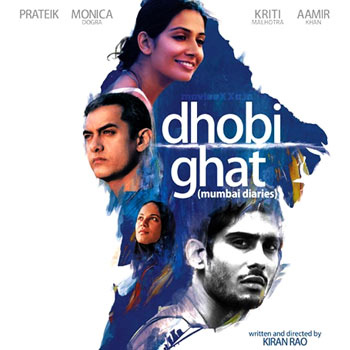 PRATEIK MONICA DOGRA
KRITI MALHOTRA AAMIR KHAN
dhobi
ghat
(mumbai diaries)
written and directed by
KIRAN RAO